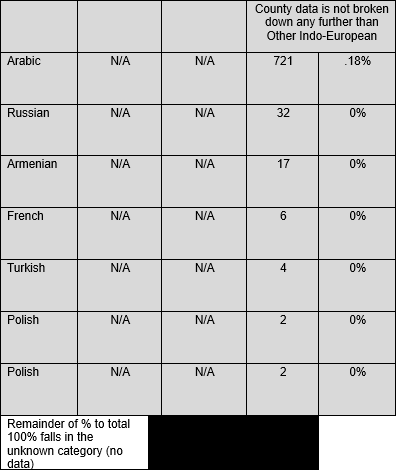 County data is not broken
down any further than
Other Indo-European
Arabic N/A N/A 721 .18%
Russian N/A N/A 32 0%
Armenian N/A N/A 17 0%
French N/A N/A 6 0%
Turkish N/A N/A 4 0%
Polish N/A N/A 2 0%
Polish N/A N/A 2 0%
Remainder of % to total
100% falls in the
unknown category (no
data)